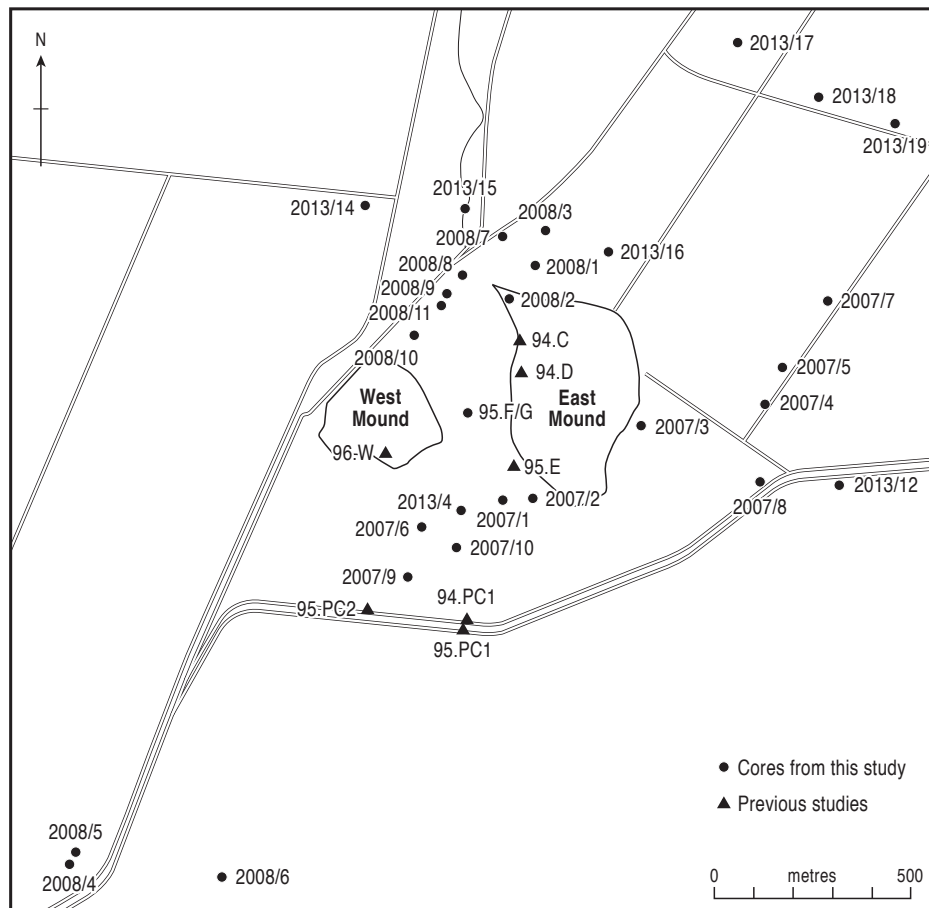 N
2013/17
2013/18
2013/19
2013/15
2013/14
2008/3
2008/7
2013/16
2008/8
2008/1
2008/9
2008/2
2007/7
2008/11
94.C
2008/10
2007/5
94.D
West
Mound
East
Mound
2007/4
95.F/G
2007/3
96.W
95.E
2007/8
2013/12
2007/2
2013/4
2007/1
2007/6
2007/10
2007/9
94.PC1
95.PC2
95.PC1
Cores from this study
Previous studies
2008/5
2008/4
2008/6
0 metres 500